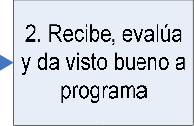 2. Recibe, evalúa
y da visto bueno a
programa